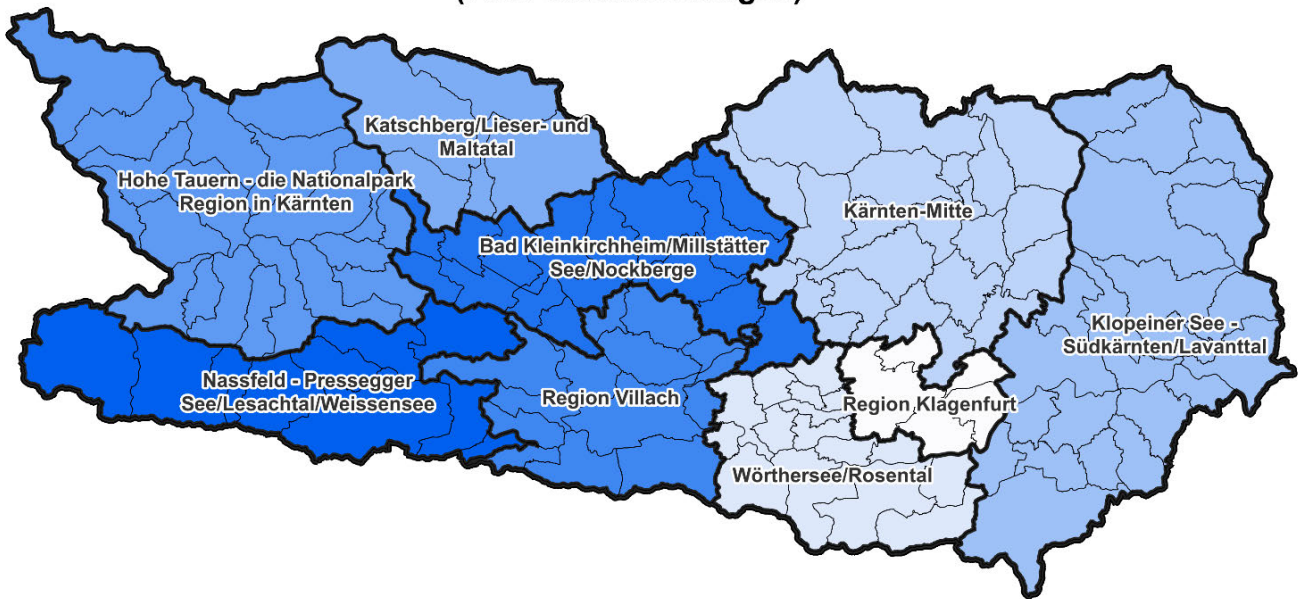 Katschberg/Lieser- und
Maltatal
Hohe Tauern - die Nationalpark
Region in Kärnten
Kärnten-Mitte
Bad Kleinkirchheim/Millstätter
See/Nockberge
Klopeiner See -
Südkärnten/Lavanttal
Nassfeld - Pressegger
See/Lesachtal/Weissensee
Region Villach
Region Klagenfurt
Wörthersee/Rosental